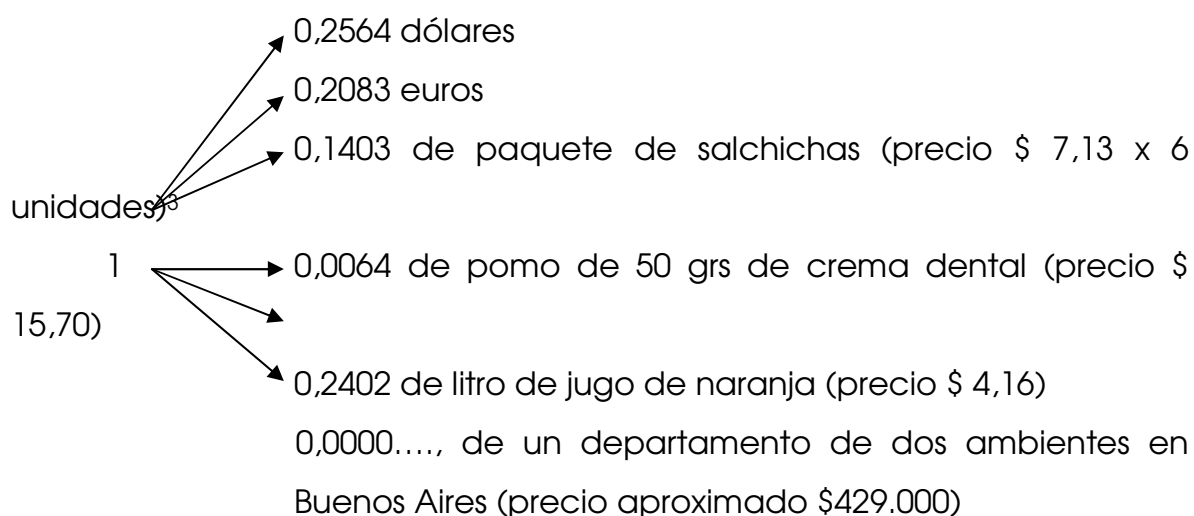 0,2564 dólares
0,2083 euros
0,1403 de paquete de salchichas (precio $ 7,13 x 6
unidades)³
1 0,0064 de pomo de 50 grs de crema dental (precio $
15,70)
0,2402 de litro de jugo de naranja (precio $ 4,16)
0,0000...., de un departamento de dos ambientes en
Buenos Aires (precio aproximado $429.000)